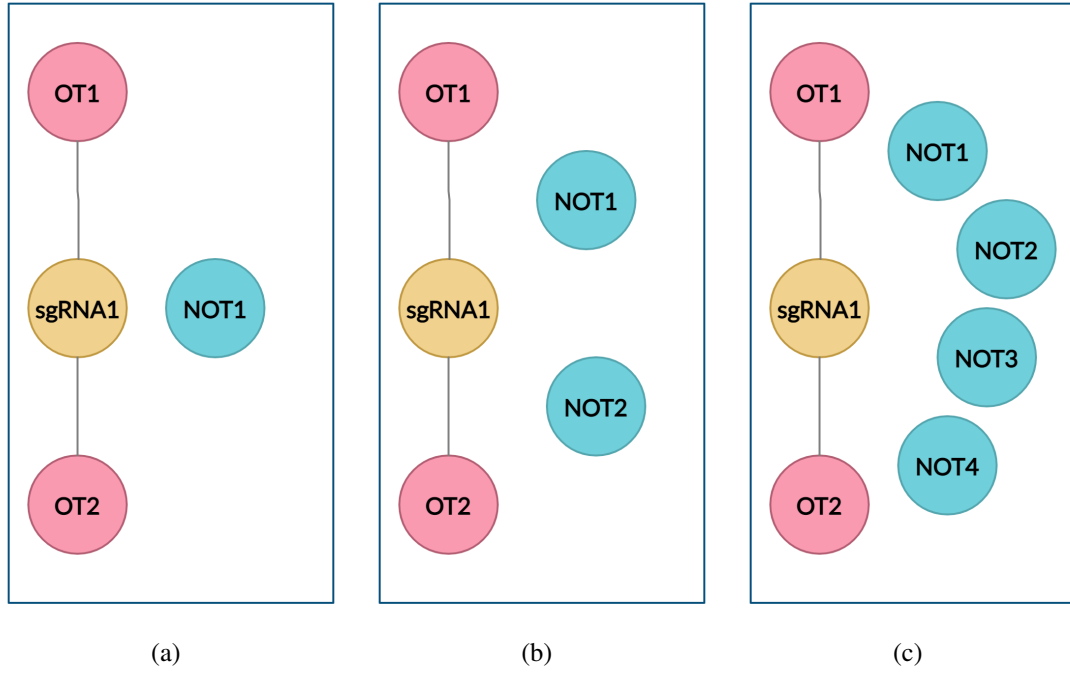 OT1
sgRNA1
NOT1
OT2
(a)
OT1
NOT1
sgRNA1
NOT2
OT2
(b)
OT1
NOT1
NOT2
sgRNA1
NOT3
NOT4
OT2
(c)